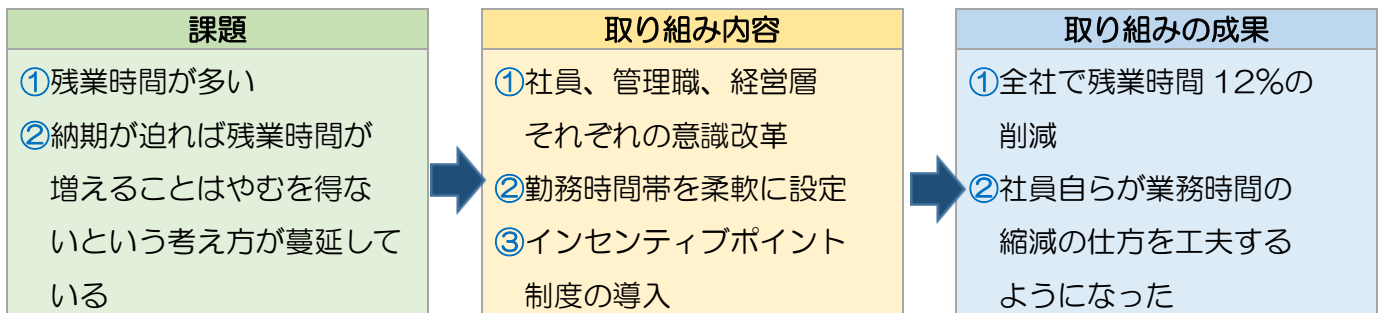 課題
①残業時間が多い
②納期が迫れば残業時間が
増えることはやむを得な
いという考え方が蔓延して
いる
取り組み内容
①社員、管理職、経営層
それぞれの意識改革
②勤務時間帯を柔軟に設定
③インセンティブポイント
制度の導入
取り組みの成果
①全社で残業時間 12%の
削減
②社員自らが業務時間の
縮減の仕方を工夫する
ようになった